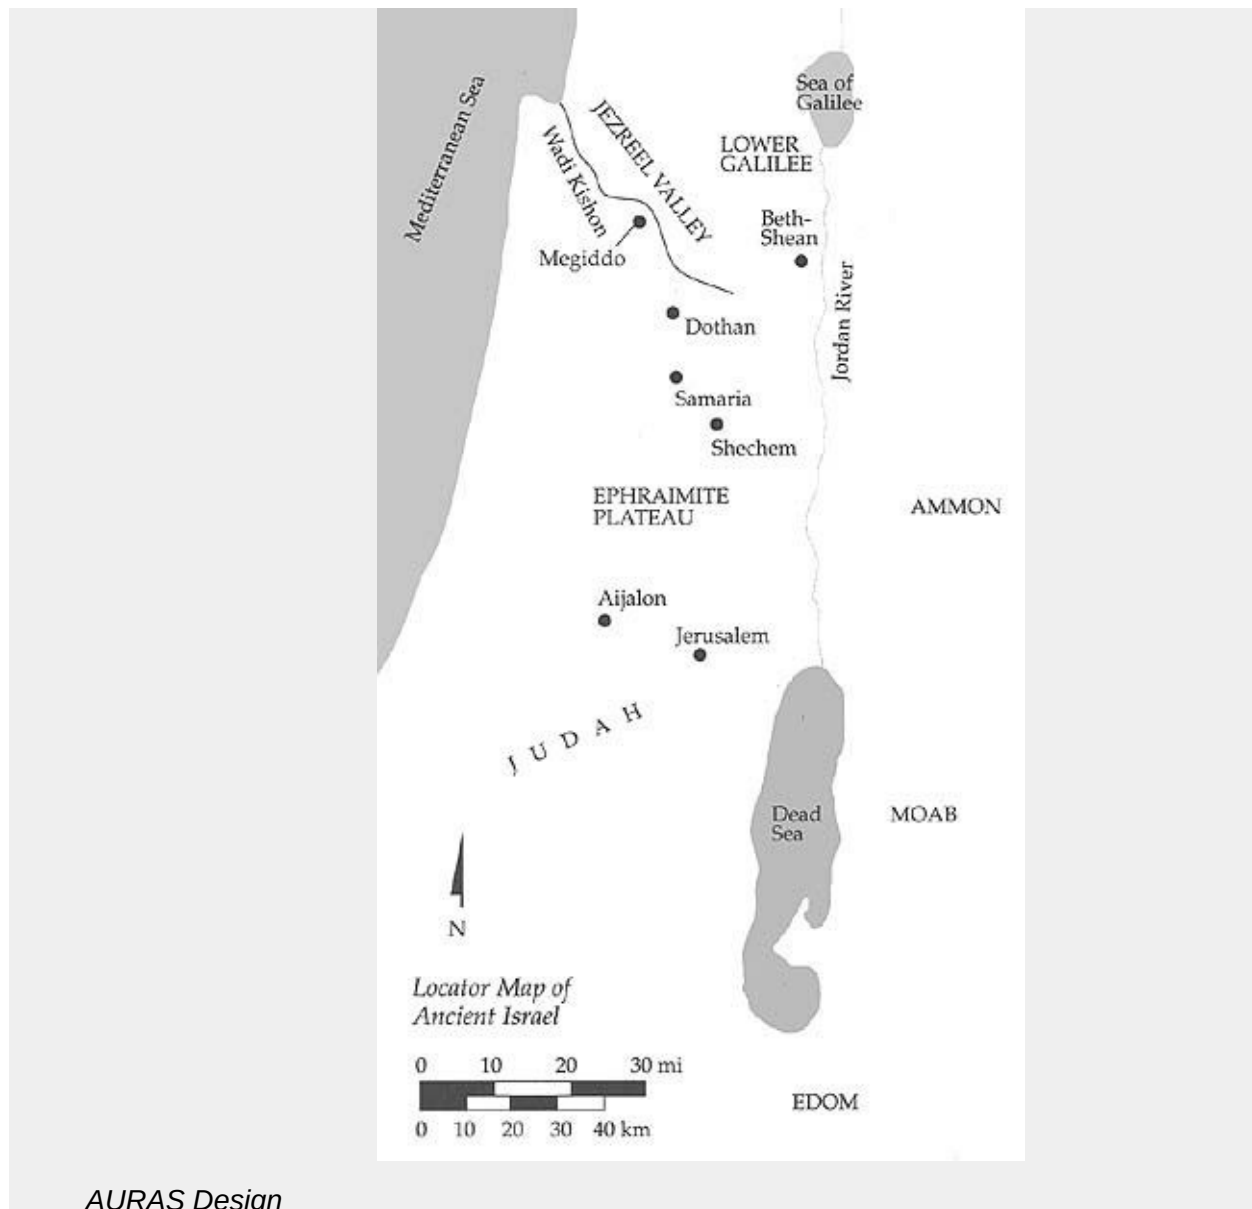 Mediterranean Sea
Sea of
Galilee
JEZREEL VALLEY
Wadi Kishon
LOWER
GALILEE
Beth-
Shean
Megiddo
Jordan River
Dothan
Samaria
Shechem
EPHRAIMITE
PLATEAU
AMMON
Aijalon
Jerusalem
JUDAH
Dead
Sea
MOAB
N
Locator Map of
Ancient Israel
0 10 20 30 mi
0 10 20 30 40 km
EDOM
AURAS Design